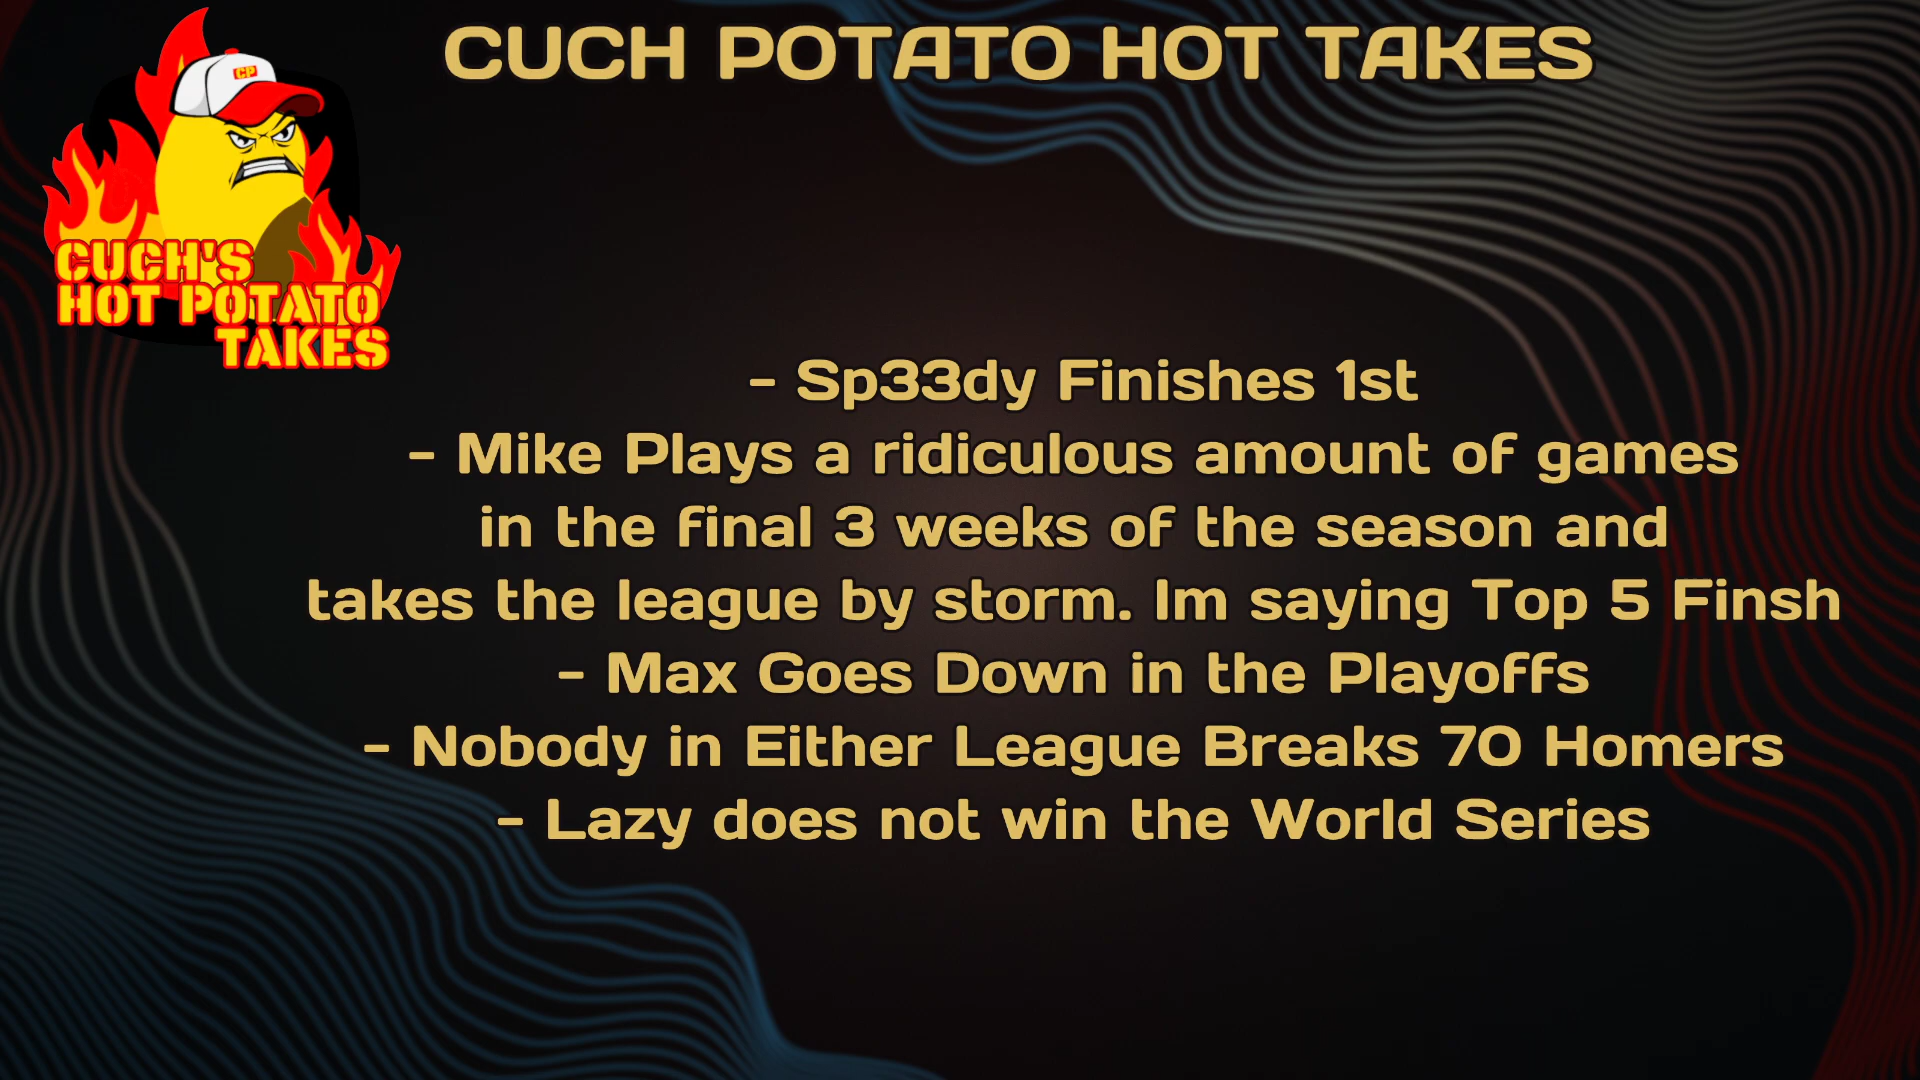 CUCH POTATO HOT TAKES
CP
CUCH'S
HOT POTATO
TAKES
- Sp33dy Finishes 1st
- Mike Plays a ridiculous amount of games
in the final 3 weeks of the season and
takes the league by storm. Im saying Top 5 Finsh
- Max Goes Down in the Playoffs
- Nobody in Either League Breaks 70 Homers
- Lazy does not win the World Series